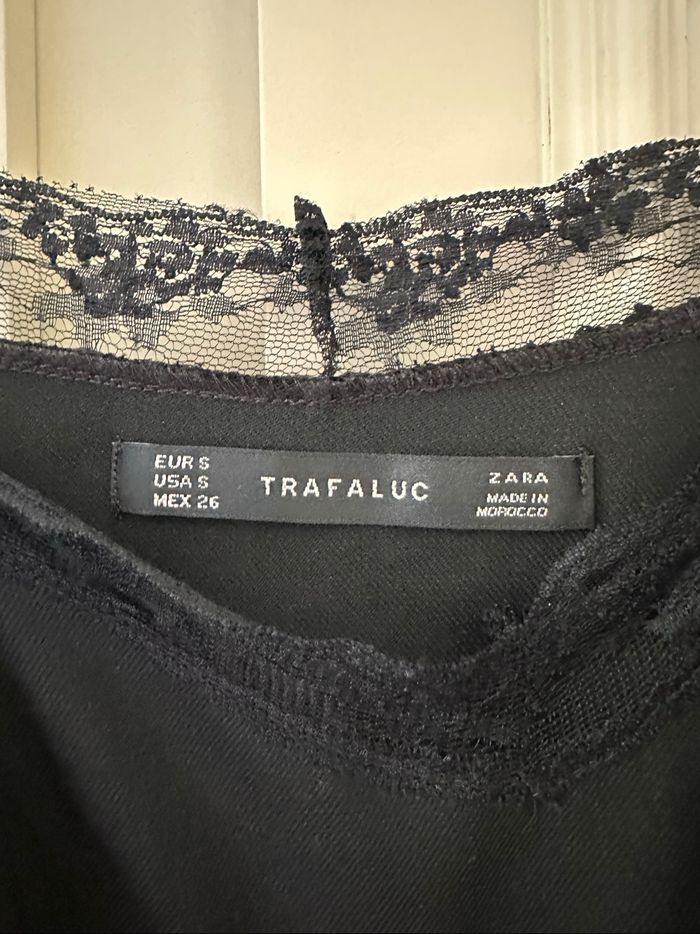 EUR S
USA S
MEX 26
TRAFALUC
ZARA
MADE IN
MOROCCO